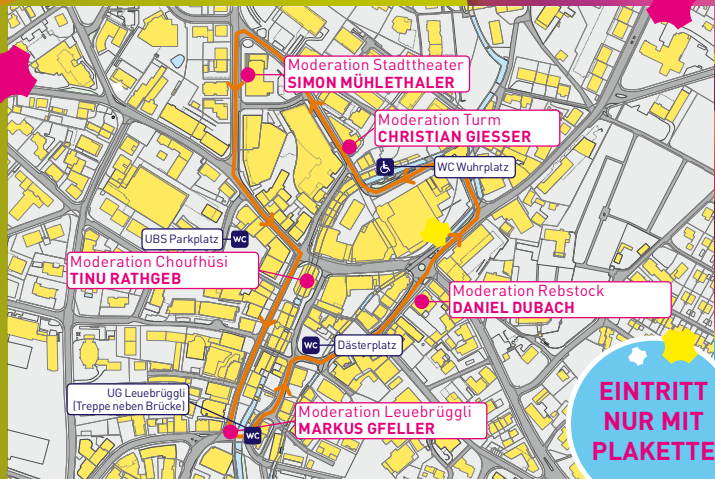 Moderation Stadttheater
SIMON MÜHLETHALER
Moderation Turm
CHRISTIAN GIESSER
WC Wuhrplatz
UBS Parkplatz
WC
Moderation Choufhüsi
TINU RATHGEB
Moderation Rebstock
DANIEL DUBACH
WC
Dästerplatz
UG Leuebrüggli
(Treppe neben Brücke)
WC
Moderation Leuebrüggli
MARKUS GFELLER
EINTRITT
NUR MIT
PLAKETTE